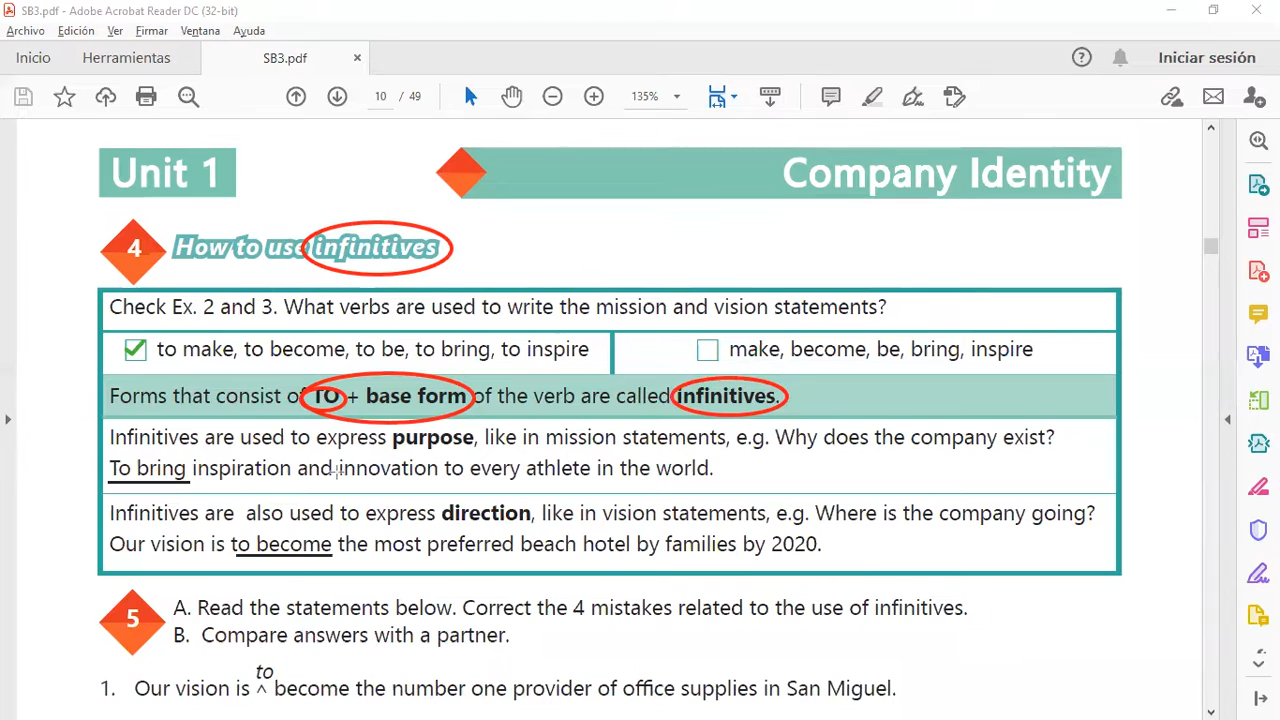 SB3.pdf - Adobe Acrobat Reader DC (32-bit)
Archivo Edición Ver Firmar Ventana Ayuda
Inicio Herramientas SB3.pdf × Iniciar sesión
10 / 49 135%
Unit 1 Company Identity
4 How to use infinitives
Check Ex. 2 and 3. What verbs are used to write the mission and vision statements?
to make, to become, to be, to bring, to inspire make, become, be, bring, inspire
Forms that consist of TO + base form of the verb are called infinitives.
Infinitives are used to express purpose, like in mission statements, e.g. Why does the company exist?
To bring inspiration and innovation to every athlete in the world.
Infinitives are also used to express direction, like in vision statements, e.g. Where is the company going?
Our vision is to become the most preferred beach hotel by families by 2020.
5 A. Read the statements below. Correct the 4 mistakes related to the use of infinitives.
B. Compare answers with a partner.
to
1. Our vision is ^ become the number one provider of office supplies in San Miguel.